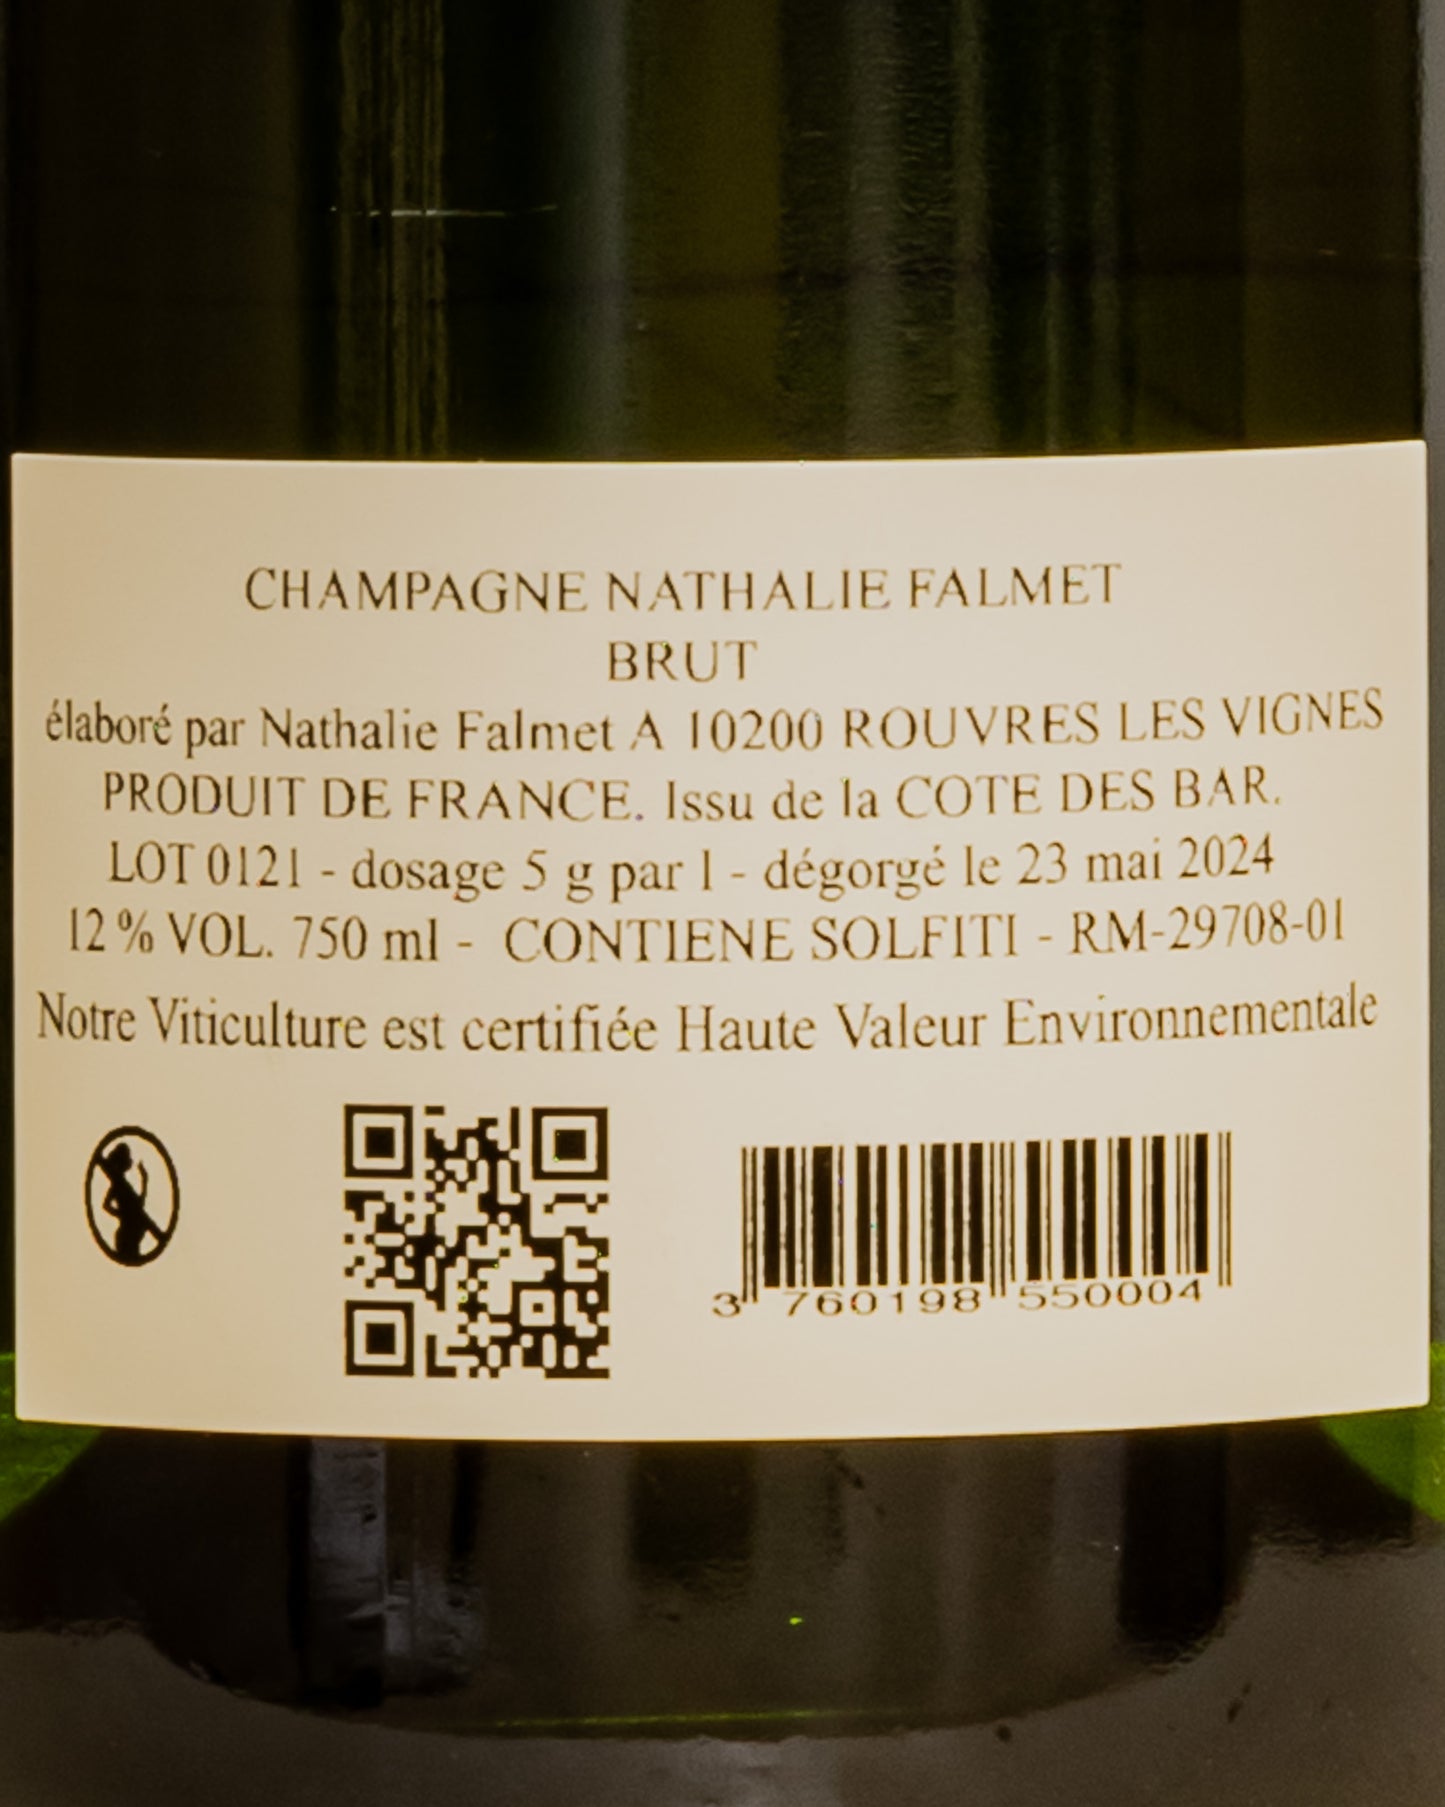 CHAMPAGNE NATHALIE FALMET
BRUT
élaboré par Nathalie Falmet A 10200 ROUVRES LES VIGNES
PRODUIT DE FRANCE. Issu de la COTE DES BAR.
LOT 0121 - dosage 5 g par l - dégorgé le 23 mai 2024
12 % VOL. 750 ml - CONTIENE SOLFITI - RM-29708-01
Notre Viticulture est certifiée Haute Valeur Environnementale
3 760198 550004